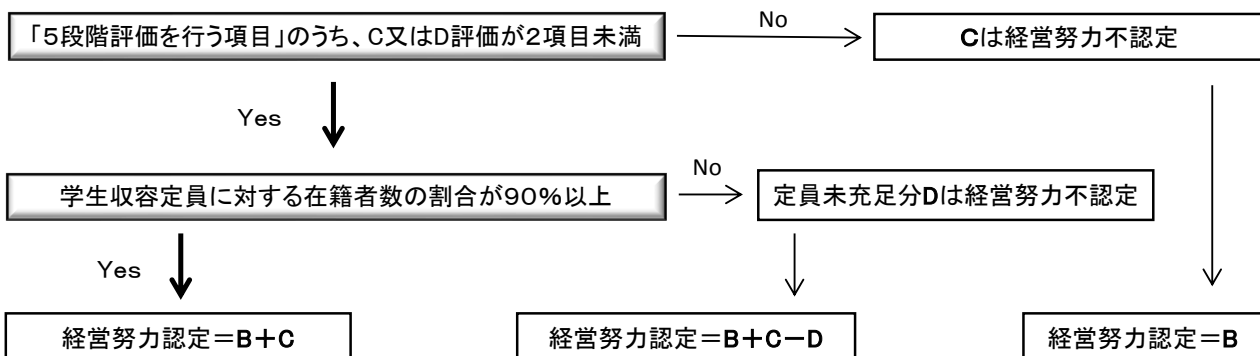 「5段階評価を行う項目」のうち、C又はD評価が2項目未満
No
Cは経営努力不認定
Yes
学生収容定員に対する在籍者数の割合が90%以上
No
定員未充足分Dは経営努力不認定
Yes
経営努力認定=B+C
経営努力認定=B+C-D
経営努力認定=B